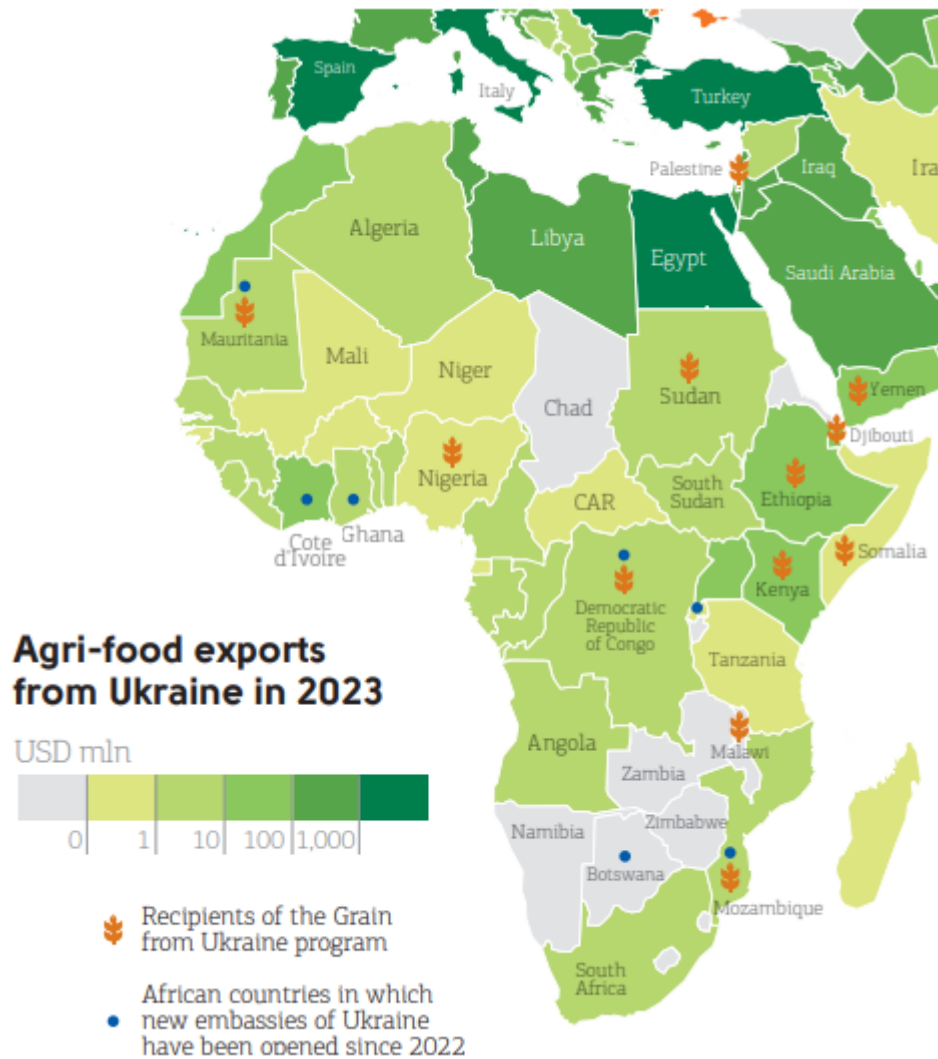 Spain
Italy
Turkey
Palestine
Iraq
Ira
Algeria
Libya
Egypt
Saudi Arabia
Mauritania
Mali
Niger
Chad
Sudan
Yemen
Djibouti
Nigeria
CAR
South
Sudan
Ethiopia
Cote
d'Ivoire
Ghana
Somalia
Kenya
Democratic
Republic
of Congo
Tanzania
Angola
Malawi
Zambia
Namibia
Zimbabwe
Botswana
Mozambique
South
Africa
Agri-food exports
from Ukraine in 2023
USD mln
0 1 10 100 1,000
Recipients of the Grain
from Ukraine program
African countries in which
new embassies of Ukraine
have been opened since 2022